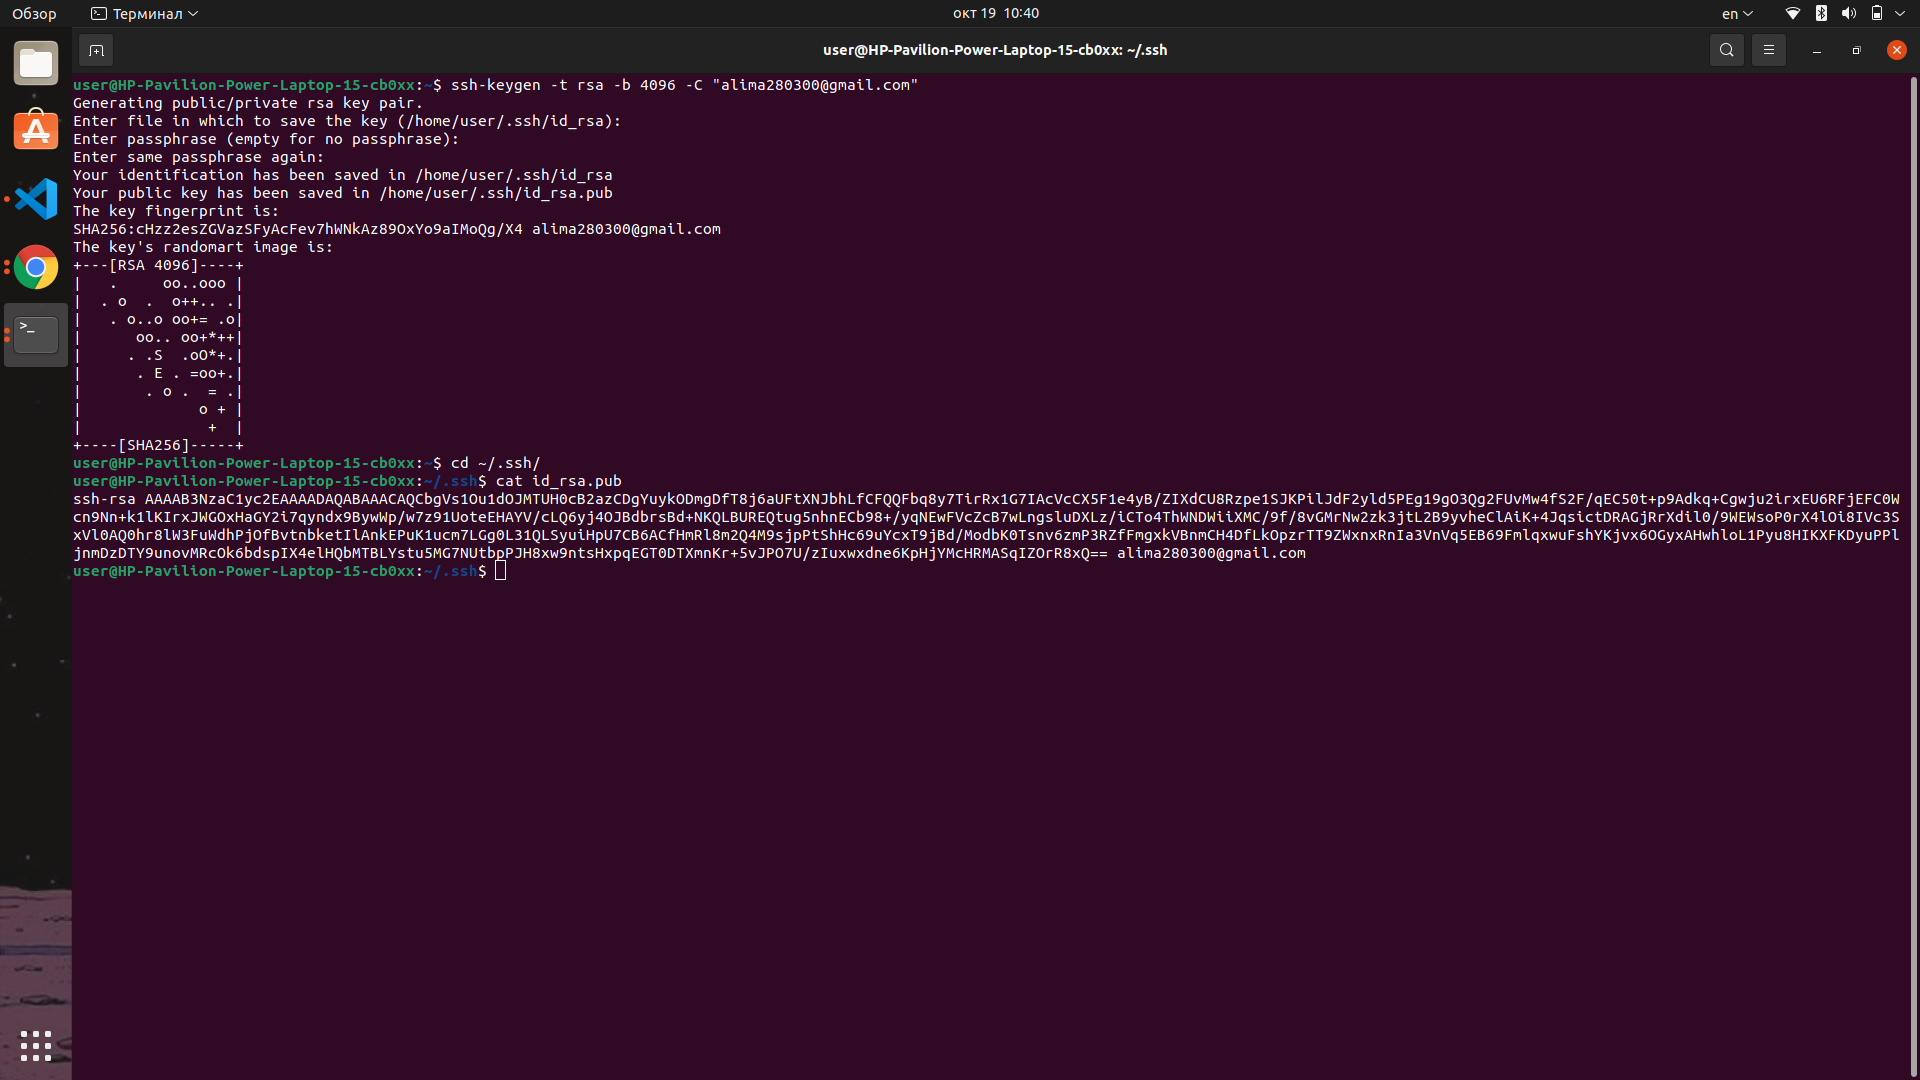 Обзор
Терминал
окт 19 10:40
en
user@HP-Pavilion-Power-Laptop-15-cb0xx: ~/.ssh
user@HP-Pavilion-Power-Laptop-15-cb0xx:~$ ssh-keygen -t rsa -b 4096 -C "alima280300@gmail.com"
Generating public/private rsa key pair.
Enter file in which to save the key (/home/user/.ssh/id_rsa):
Enter passphrase (empty for no passphrase):
Enter same passphrase again:
Your identification has been saved in /home/user/.ssh/id_rsa
Your public key has been saved in /home/user/.ssh/id_rsa.pub
The key fingerprint is:
SHA256:cHzz2esZGVazSFyAcFev7hWNkAz89OxYo9aIMoQg/X4 alima280300@gmail.com
The key's randomart image is:
+---[RSA 4096]----+
|   .     oo..ooo |
|  . o  .  o++.. .|
|   . o..o oo+= .o|
|      oo.. oo+*++|
|     . .S  .oO*+.|
|      . E . =oo+.|
|       . o .  = .|
|             o + |
|              +  |
+----[SHA256]-----+
user@HP-Pavilion-Power-Laptop-15-cb0xx:~$ cd ~/.ssh/
user@HP-Pavilion-Power-Laptop-15-cb0xx:~/.ssh$ cat id_rsa.pub
ssh-rsa AAAAB3NzaC1yc2EAAAADAQABAAACAQCbgVs1Ou1dOJMTUH0cB2azCDgYuykODmgDfT8j6aUFtXNJbhLfCFQQFbq8y7TirRx1G7IAcVcCX5F1e4yB/ZIXdCU8Rzpe1SJKPilJdF2yld5PEg19gO3Qg2FUvMw4fS2F/qEC50t+p9Adkq+Cgwju2irxEU6RFjEFC0W
cn9Nn+k1lKIrxJWGOxHaGY2i7qyndx9BywWp/w7z91UoteEHAYV/cLQ6yj4OJBdbrsBd+NKQLBUREQtug5nhnECb98+/yqNEwFVcZcB7wLngsluDXLz/iCTo4ThWNDWiiXMC/9f/8vGMrNw2zk3jtL2B9yvheClAiK+4JqsictDRAGjRrXdil0/9WEWsoP0rX4lOi8IVc3S
xVl0AQ0hr8lW3FuWdhPjOfBvtnbketIlAnkEPuK1ucm7LGg0L31QLSyuiHpU7CB6ACfHmRl8m2Q4M9sjpPtShHc69uYcxT9jBd/ModbK0Tsnv6zmP3RZfFmgxkVBnmCH4DfLkOpzrTT9ZWxnxRnIa3VnVq5EB69FmlqxwuFshYKjvx6OGyxAHwhloL1Pyu8HIKXFKDyuPPl
jnmDzDTY9unovMRcOk6bdspIX4elHQbMTBLYstu5MG7NUtbpPJH8xw9ntsHxpqEGT0DTXmnKr+5vJPO7U/zIuxwxdne6KpHjYMcHRMASqIZOrR8xQ== alima280300@gmail.com
user@HP-Pavilion-Power-Laptop-15-cb0xx:~/.ssh$